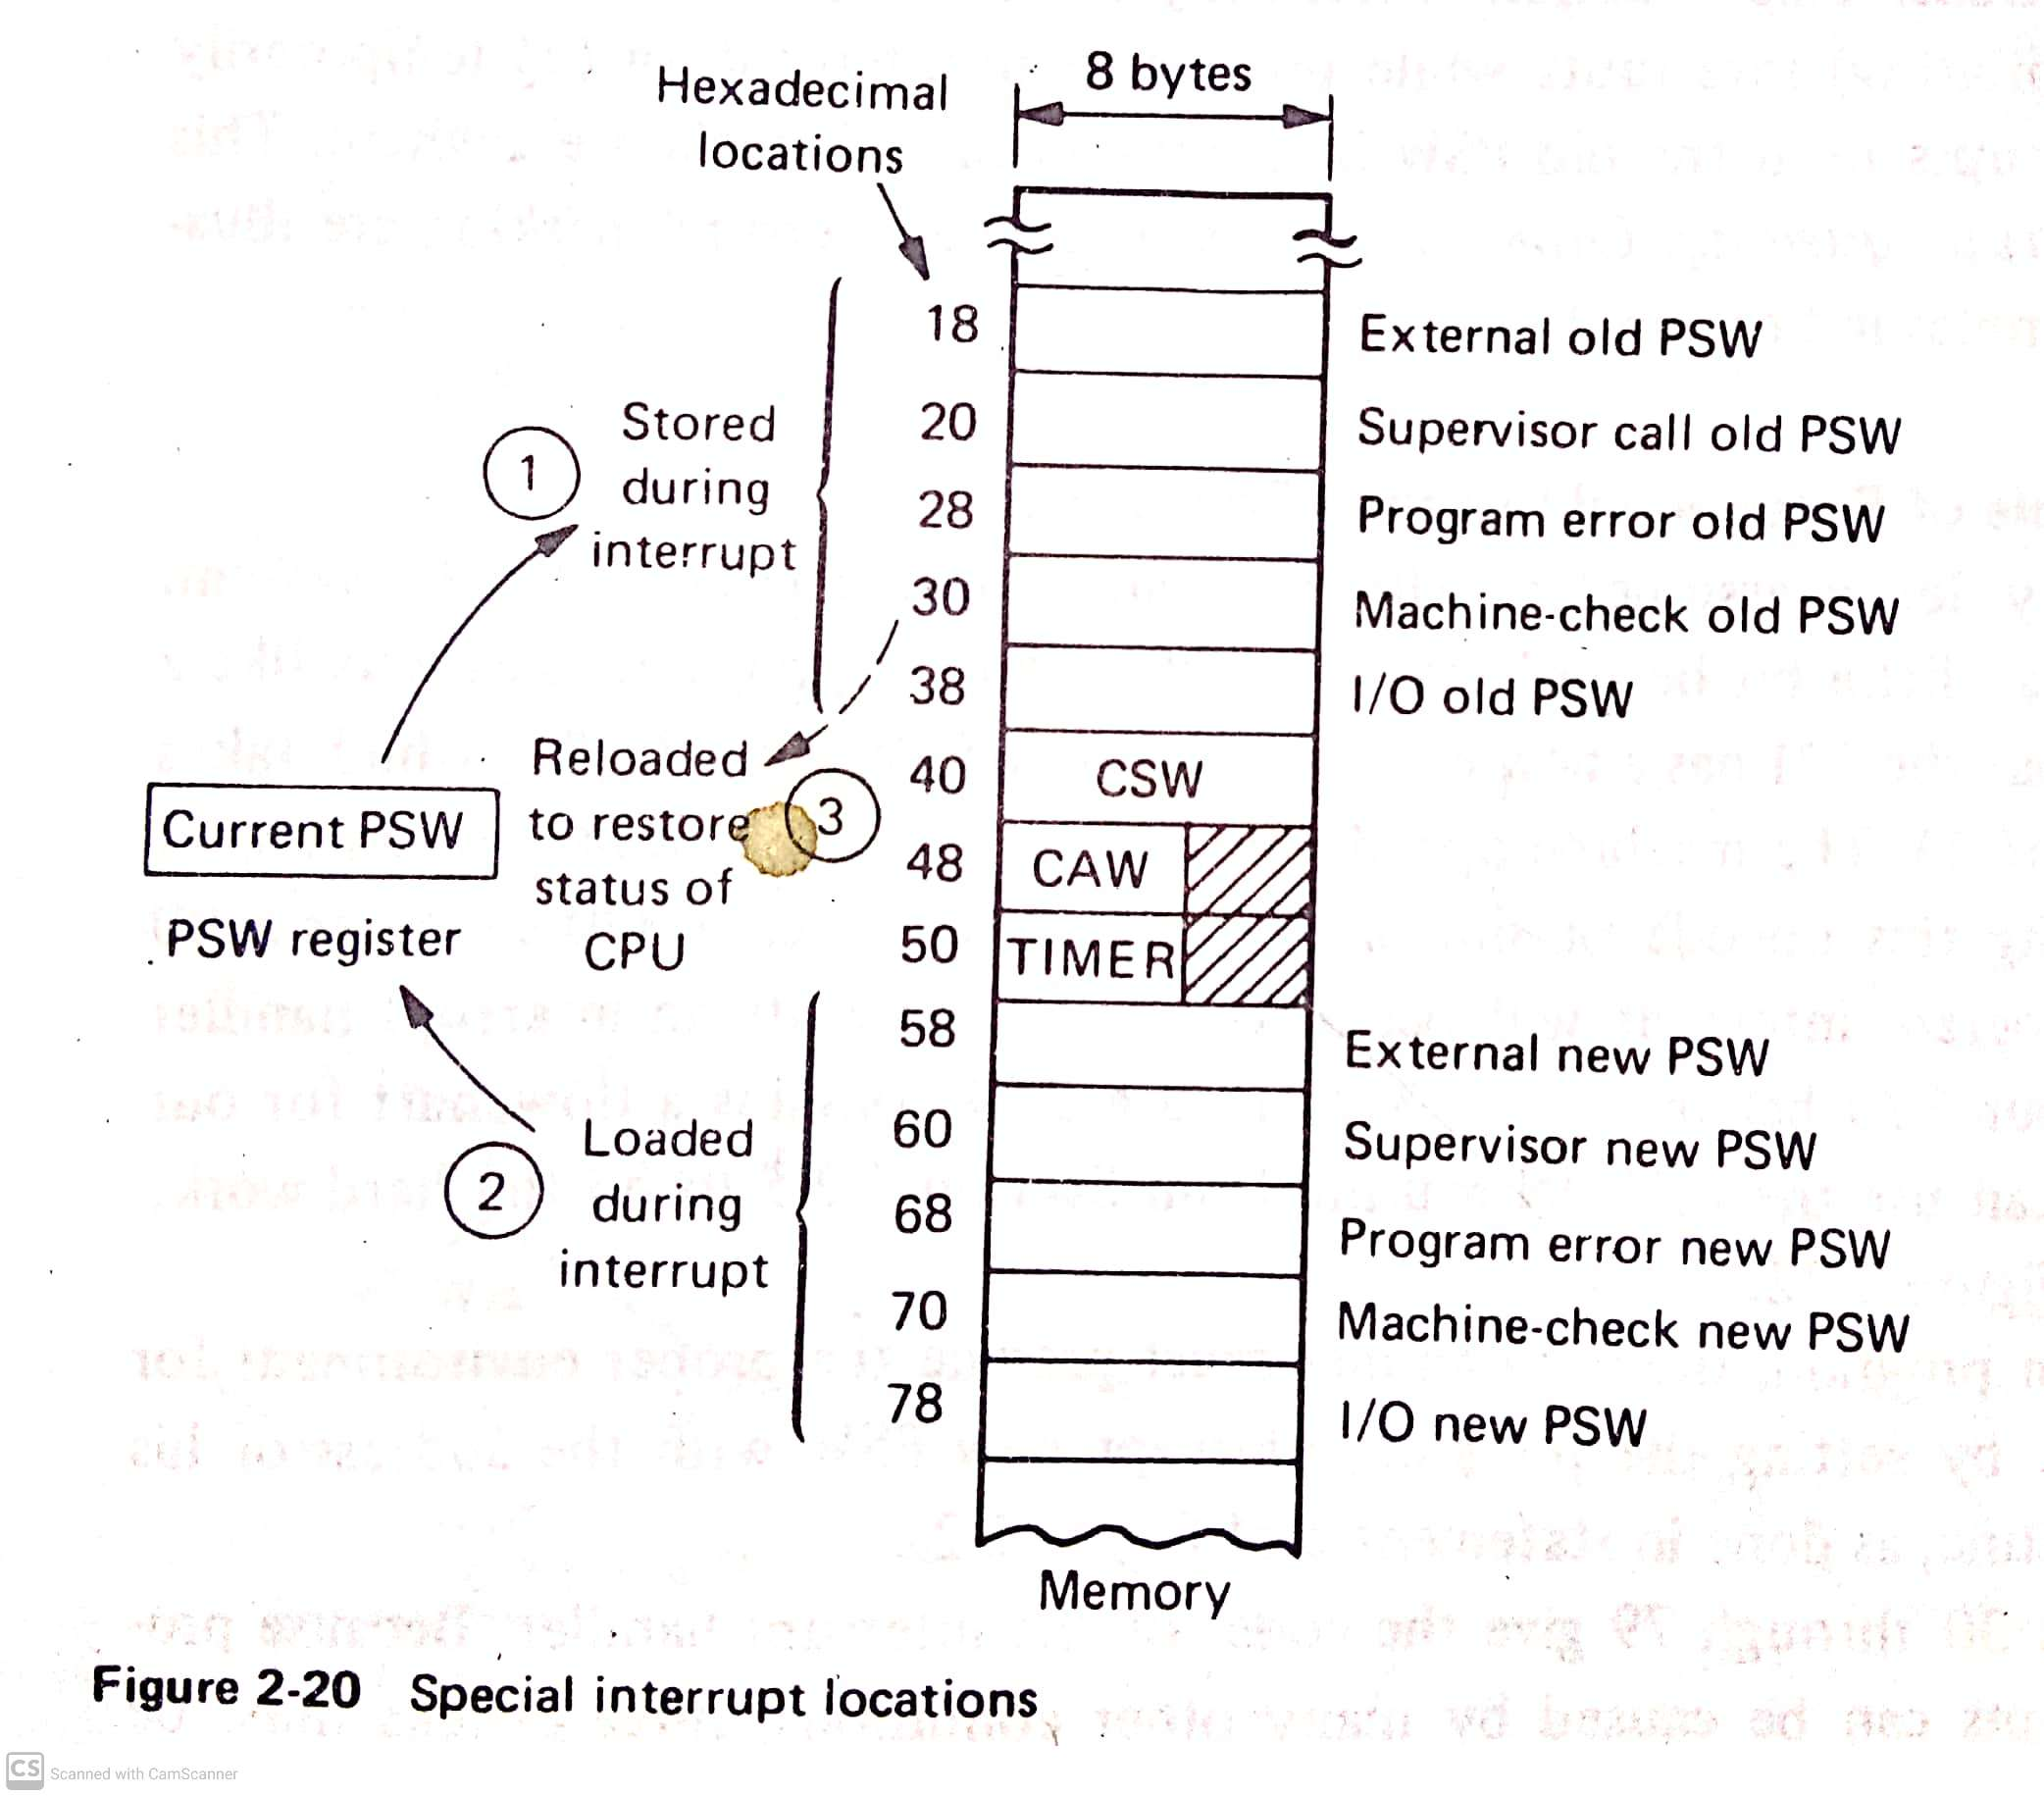 8 bytes
Hexadecimal
locations
18 External old PSW
Stored
20 Supervisor call old PSW
1
during
28 Program error old PSW
interrupt
30 Machine-check old PSW
38 I/O old PSW
Reloaded
40 CSW
Current PSW
to restore 3
48 CAW
status of
PSW register
CPU
50 TIMER
58 External new PSW
Loaded
60 Supervisor new PSW
2
during
68 Program error new PSW
interrupt
70 Machine-check new PSW
78 I/O new PSW
Memory
Figure 2-20 Special interrupt locations
CS Scanned with CamScanner